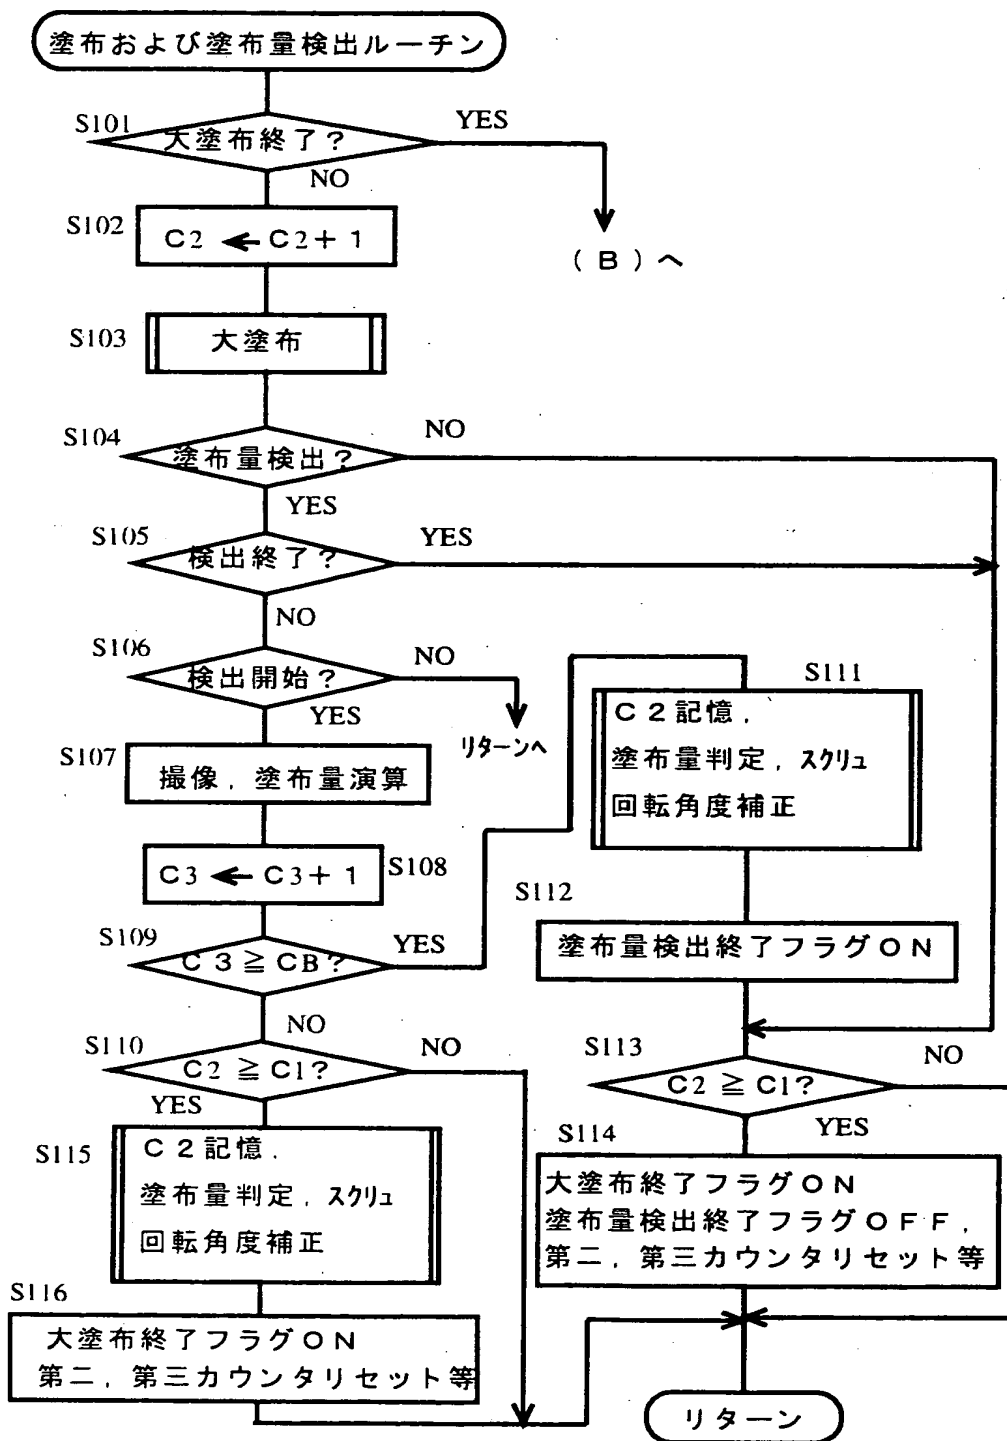 塗布および塗布量検出ルーチン
S101
大塗布終了?
YES
NO
(B)へ
S102
C2 ← C2+1
S103
大塗布
S104
塗布量検出?
NO
YES
S105
検出終了?
YES
NO
S106
検出開始?
NO
YES
リターンへ
S107
撮像,塗布量演算
C3 ← C3+1
S108
S109
C3≧CB?
YES
NO
S110
C2≧C1?
NO
YES
S115
C2記憶,
塗布量判定,スクリュ
回転角度補正
S116
大塗布終了フラグON
第二,第三カウンタリセット等
S111
C2記憶,
塗布量判定,スクリュ
回転角度補正
S112
塗布量検出終了フラグON
S113
C2≧C1?
NO
YES
S114
大塗布終了フラグON
塗布量検出終了フラグOFF,
第二,第三カウンタリセット等
リターン